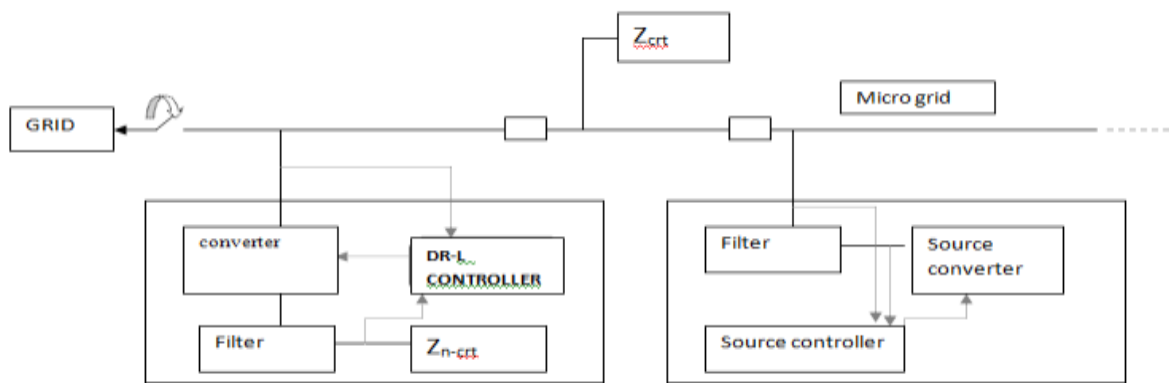 Zcrt
Micro grid
GRID
converter
DR-L
CONTROLLER
Filter
Zn-crt
Filter
Source
converter
Source controller